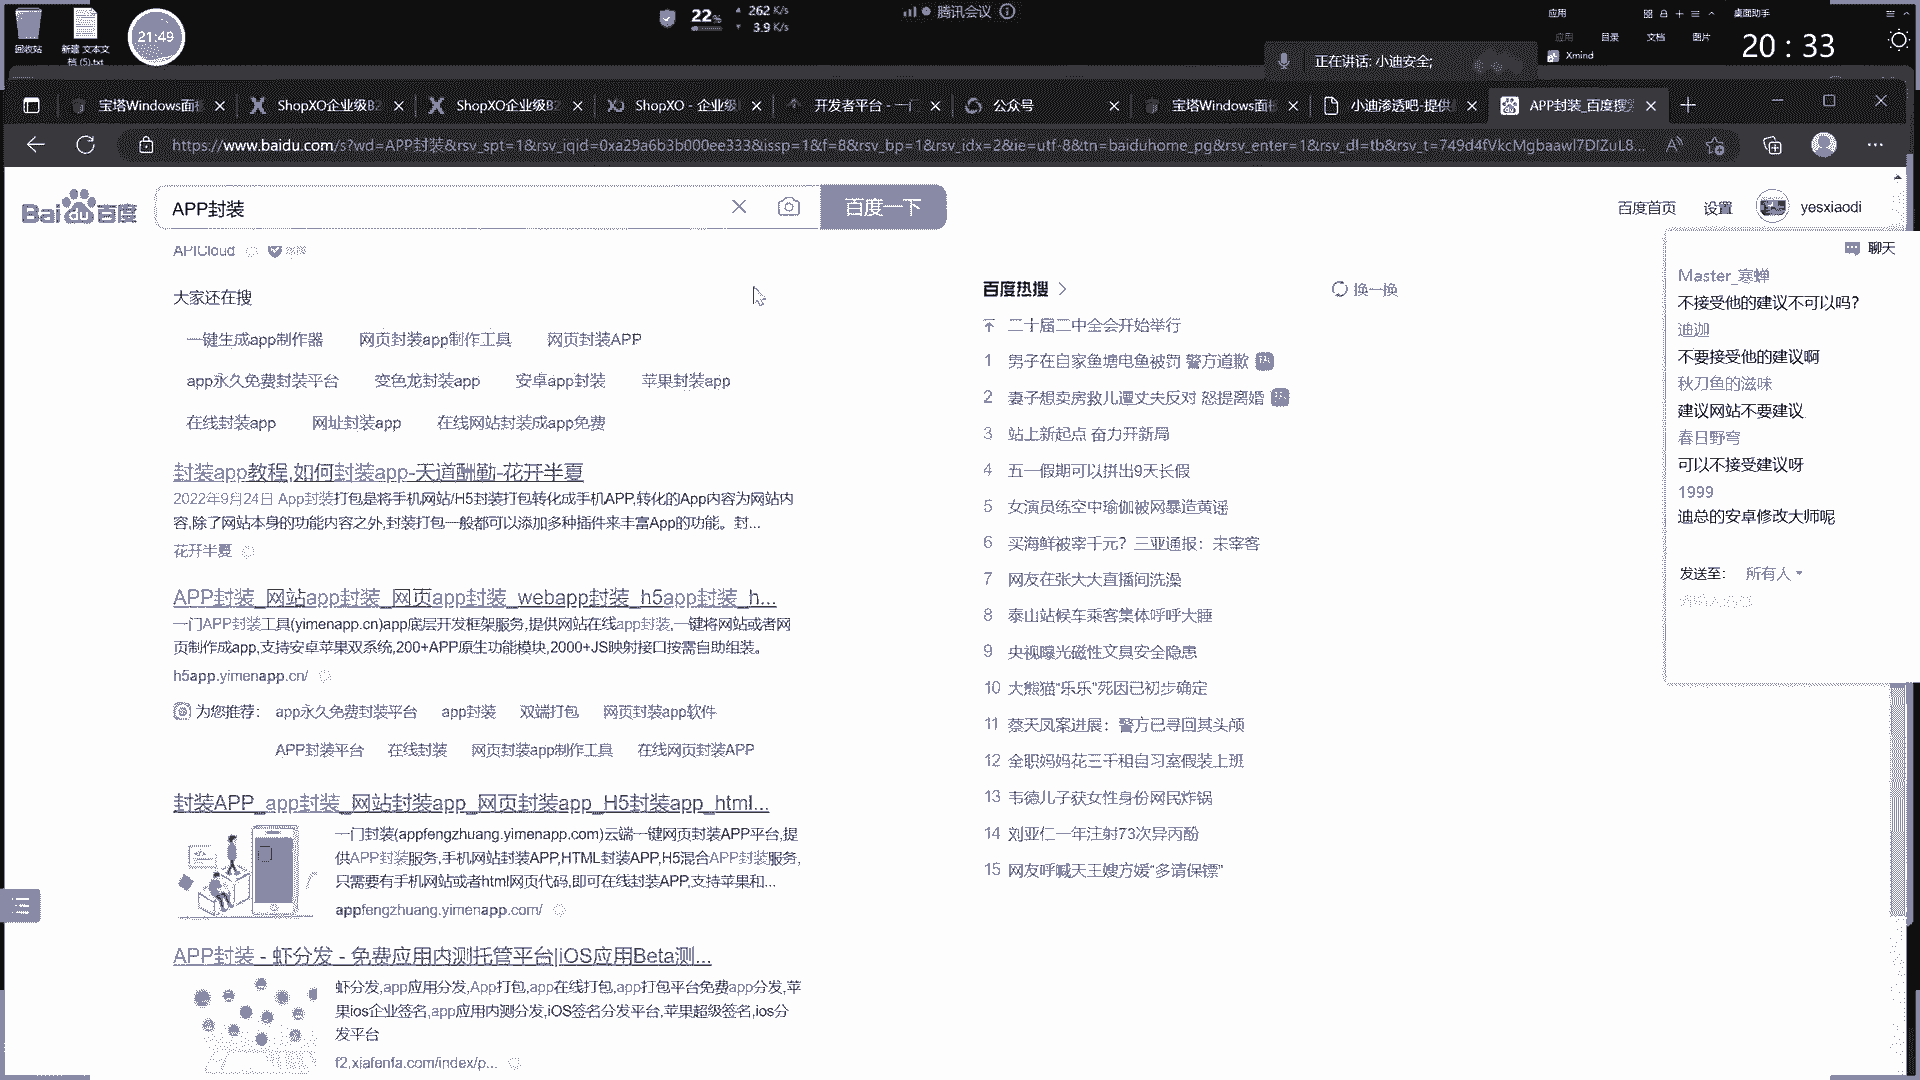 回收站
新建 文本文
档 (5).txt
21:49
22%
262 K/s
3.9 K/s
腾讯会议
正在讲话: 小迪安全;
应用
应用
目录
文档
图片
Xmind
桌面助手
20 : 33
宝塔Windows面板
ShopXO企业级B2
ShopXO企业级B2
ShopXO - 企业级
开发者平台 - 一门
公众号
宝塔Windows面板
小迪渗透吧-提供
APP封装_百度搜索
https://www.baidu.com/s?wd=APP封装&rsv_spt=1&rsv_iqid=0xa29a6b3b000ee333&issp=1&f=8&rsv_bp=1&rsv_idx=2&ie=utf-8&tn=baiduhome_pg&rsv_enter=1&rsv_dl=tb&rsv_t=749d4fVkcMgbaawl7DlZuL8...
Bai du 百度
APP封装
百度一下
百度首页
设置
yesxiaodi
APICloud
大家还在搜
一键生成app制作器
网页封装app制作工具
网页封装APP
app永久免费封装平台
变色龙封装app
安卓app封装
苹果封装app
在线封装app
网址封装app
在线网站封装成app免费
封装app教程,如何封装app-天道酬勤-花开半夏
2022年9月24日 App封装打包是将手机网站/H5封装打包转化成手机APP,转化的App内容为网站内
容,除了网站本身的功能内容之外,封装打包一般都可以添加多种插件来丰富App的功能。封...
花开半夏
APP封装_网站app封装_网页app封装_webapp封装_h5app封装_h...
一门APP封装工具(yimenapp.cn)app底层开发框架服务,提供网站在线app封装,一键将网站或者网
页制作成app,支持安卓苹果双系统,200+APP原生功能模块,2000+JS映射接口按需自助组装。
h5app.yimenapp.cn/
为您推荐:
app永久免费封装平台
app封装
双端打包
网页封装app软件
APP封装平台
在线封装
网页封装app制作工具
在线网页封装APP
封装APP_app封装_网站封装app_网页封装app_H5封装app_html...
一门封装(appfengzhuang.yimenapp.com)云端一键网页封装APP平台,提
供APP封装服务,手机网站封装APP,HTML封装APP,H5混合APP封装服务,
只需要有手机网站或者html网页代码,即可在线封装APP,支持苹果和...
appfengzhuang.yimenapp.com/
APP封装 - 虾分发 - 免费应用内测托管平台|iOS应用Beta测...
虾分发,app应用分发,App打包,app在线打包,app打包平台免费app分发,苹
果ios企业签名,app应用内测分发,iOS签名分发平台,苹果超级签名,ios分
发平台
f2.xiafenfa.com/index/p...
百度热搜
换一换
二十届二中全会开始举行
1 男子在自家鱼塘电鱼被罚 警方道歉 热
2 妻子想卖房救儿遭丈夫反对 怒提离婚 热
3 站上新起点 奋力开新局
4 五一假期可以拼出9天长假
5 女演员练空中瑜伽被网暴造黄谣
6 买海鲜被宰千元？三亚通报：未宰客
7 网友在张大大直播间洗澡
8 泰山站候车乘客集体呼呼大睡
9 央视曝光磁性文具安全隐患
10 大熊猫“乐乐”死因已初步确定
11 蔡天凤案进展：警方已寻回其头颅
12 全职妈妈花三千租自习室假装上班
13 韦德儿子获女性身份网民炸锅
14 刘亚仁一年注射73次异丙酚
15 网友呼喊天王嫂方媛“多请保镖”
聊天
Master_寒蝉
不接受他的建议不可以吗?
迪迦
不要接受他的建议啊
秋刀鱼的滋味
建议网站不要建议
春日野穹
可以不接受建议呀
1999
迪总的安卓修改大师呢
发送至:
所有人